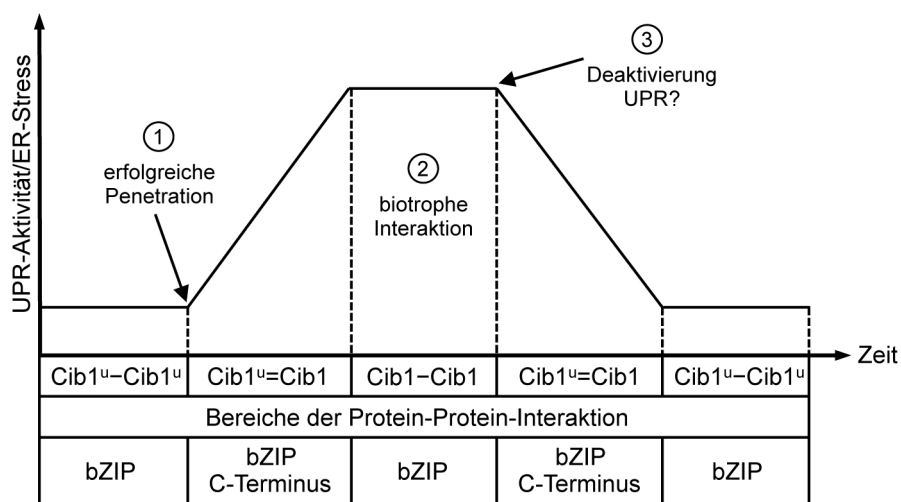 UPR-Aktivität/ER-Stress
①
erfolgreiche
Penetration
②
biotrophe
Interaktion
③
Deaktivierung
UPR?
Zeit
Cib1ᵘ–Cib1ᵘ Cib1ᵘ=Cib1 Cib1–Cib1 Cib1ᵘ=Cib1 Cib1ᵘ–Cib1ᵘ
Bereiche der Protein-Protein-Interaktion
bZIP bZIP bZIP bZIP bZIP
C-Terminus C-Terminus